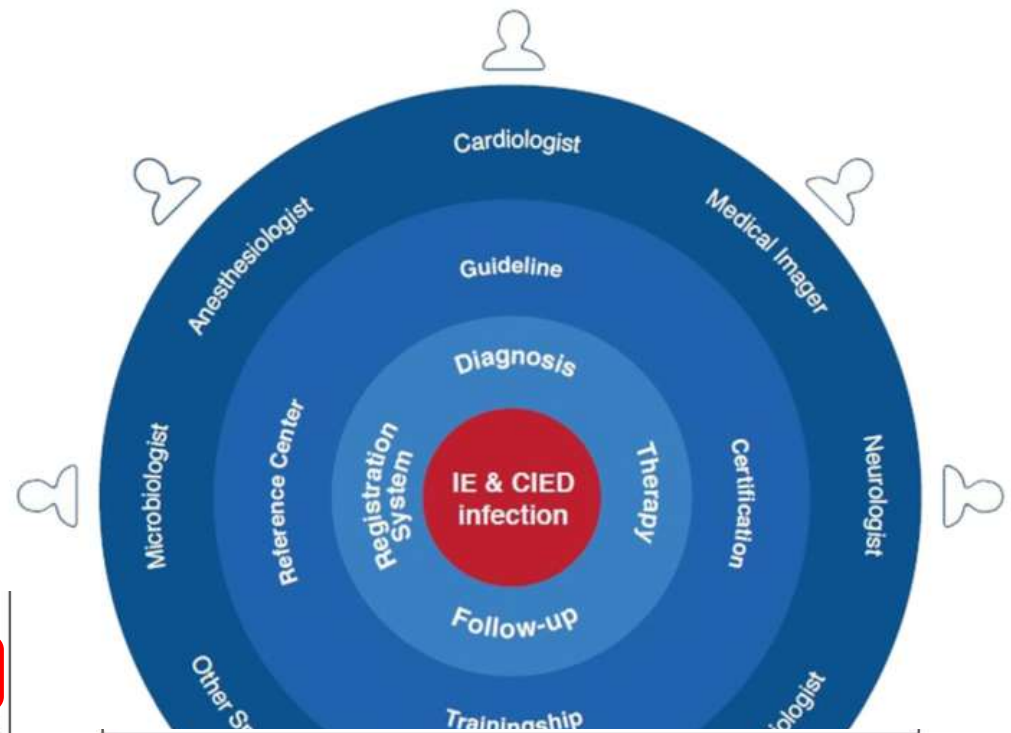 Cardiologist
Anesthesiologist
Medical Imager
Guideline
Diagnosis
Microbiologist
Reference Center
Registration
System
IE & CIED
infection
Therapy
Certification
Neurologist
Follow-up
Other
Trainingship